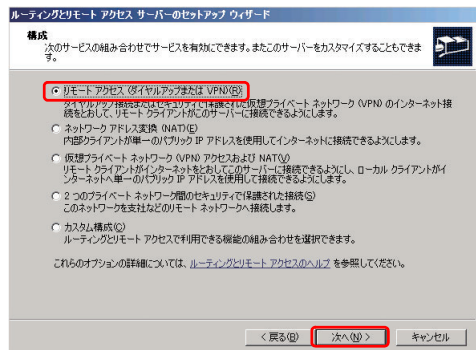 ルーティングとリモート アクセス サーバーのセットアップ ウィザード
構成
次のサービスの組み合わせでサービスを有効にできます。またこのサーバーをカスタマイズすることもできま
す。
リモート アクセス (ダイヤルアップまたは VPN)(R)
ダイヤルアップ接続またはセキュリティで保護された仮想プライベート ネットワーク (VPN) のインターネット接
続をとおして、リモート クライアントがこのサーバーに接続できるようにします。
ネットワーク アドレス変換 (NAT)(E)
内部クライアントが単一のパブリック IP アドレスを使用してインターネットに接続できるようにします。
仮想プライベート ネットワーク (VPN) アクセスおよび NAT(V)
リモート クライアントがインターネットをとおしてこのサーバーに接続できるようにし、ローカル クライアントがイ
ンターネットへ単一のパブリック IP アドレスを使用して接続できるようにします。
2 つのプライベート ネットワーク間のセキュリティで保護された接続(S)
このネットワークを支社などのリモート ネットワークへ接続します。
カスタム構成(C)
ルーティングとリモート アクセスで利用できる機能の組み合わせを選択できます。
これらのオプションの詳細については、ルーティングとリモート アクセスのヘルプ を参照してください。
< 戻る(B) 次へ(N) > キャンセル